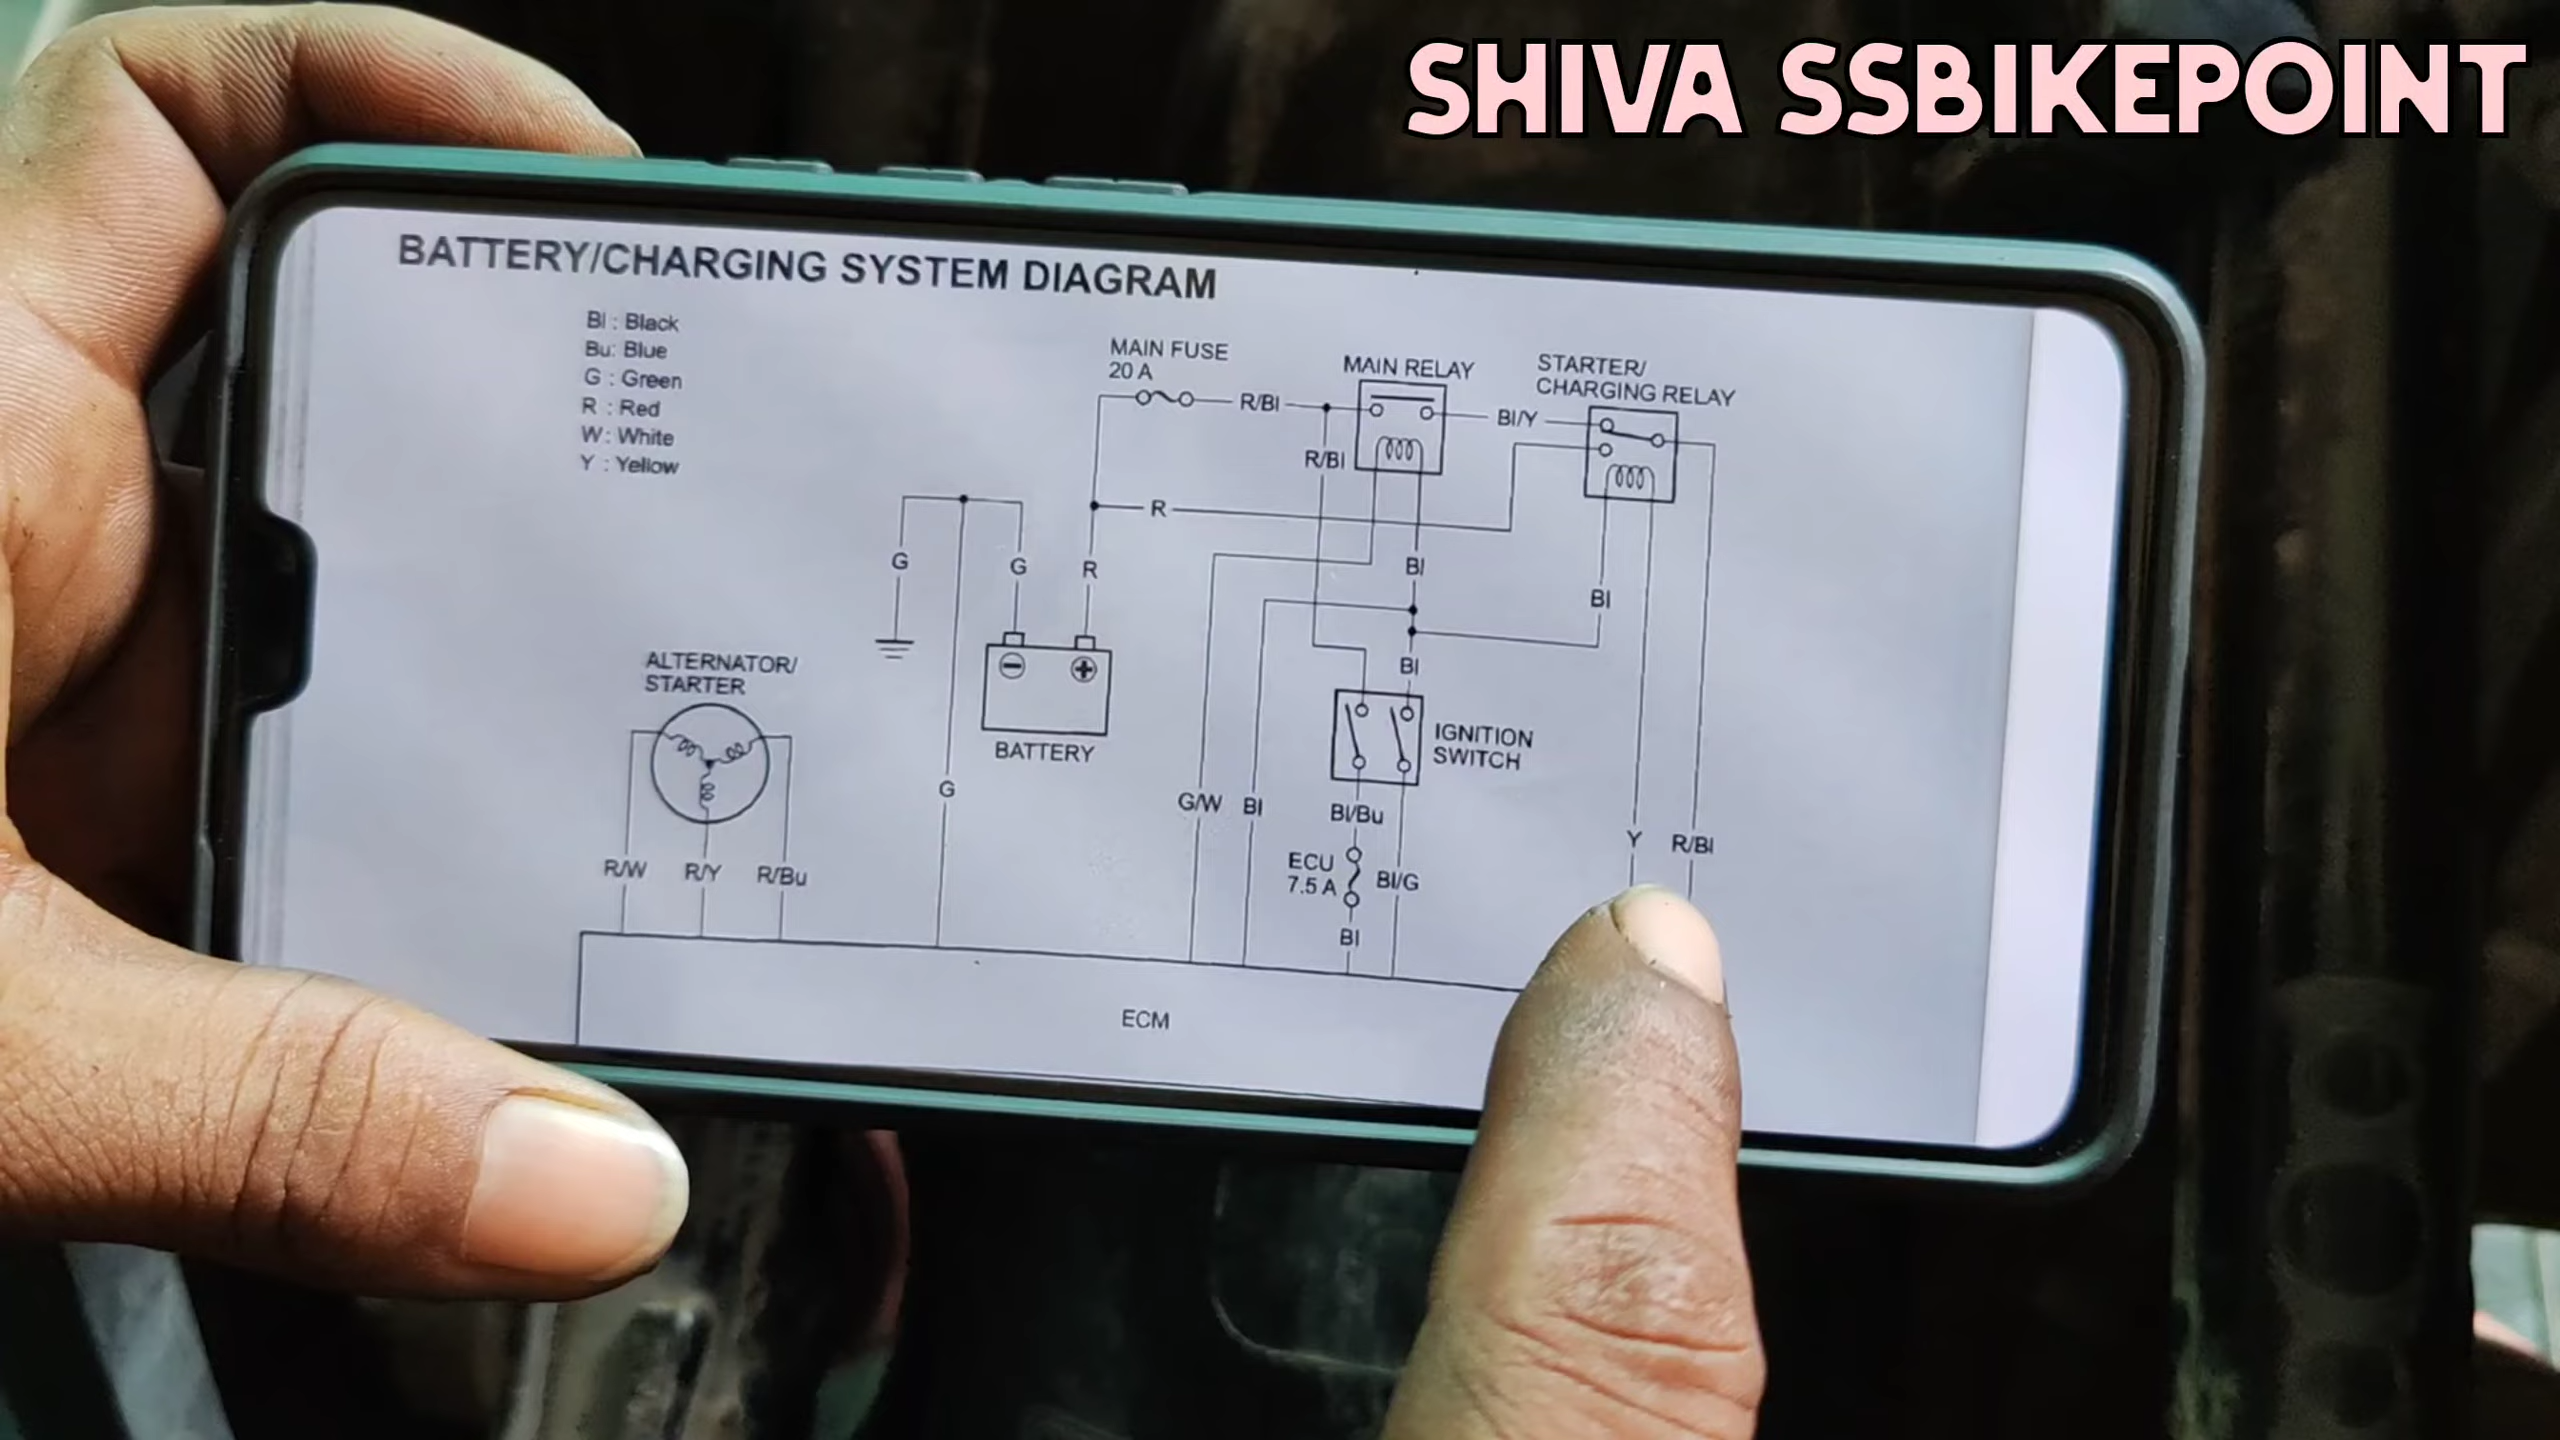 SHIVA SSBIKEPOINT
BATTERY/CHARGING SYSTEM DIAGRAM
Bl : Black
Bu: Blue
G : Green
R : Red
W: White
Y : Yellow
MAIN FUSE
20 A
MAIN RELAY
STARTER/
CHARGING RELAY
R/Bl
Bl/Y
R/Bl
R
G
G
R
Bl
Bl
Bl
ALTERNATOR/
STARTER
BATTERY
IGNITION
SWITCH
G
G/W
Bl
Bl/Bu
Y
R/Bl
ECU
7.5 A
Bl/G
R/W
R/Y
R/Bu
Bl
ECM